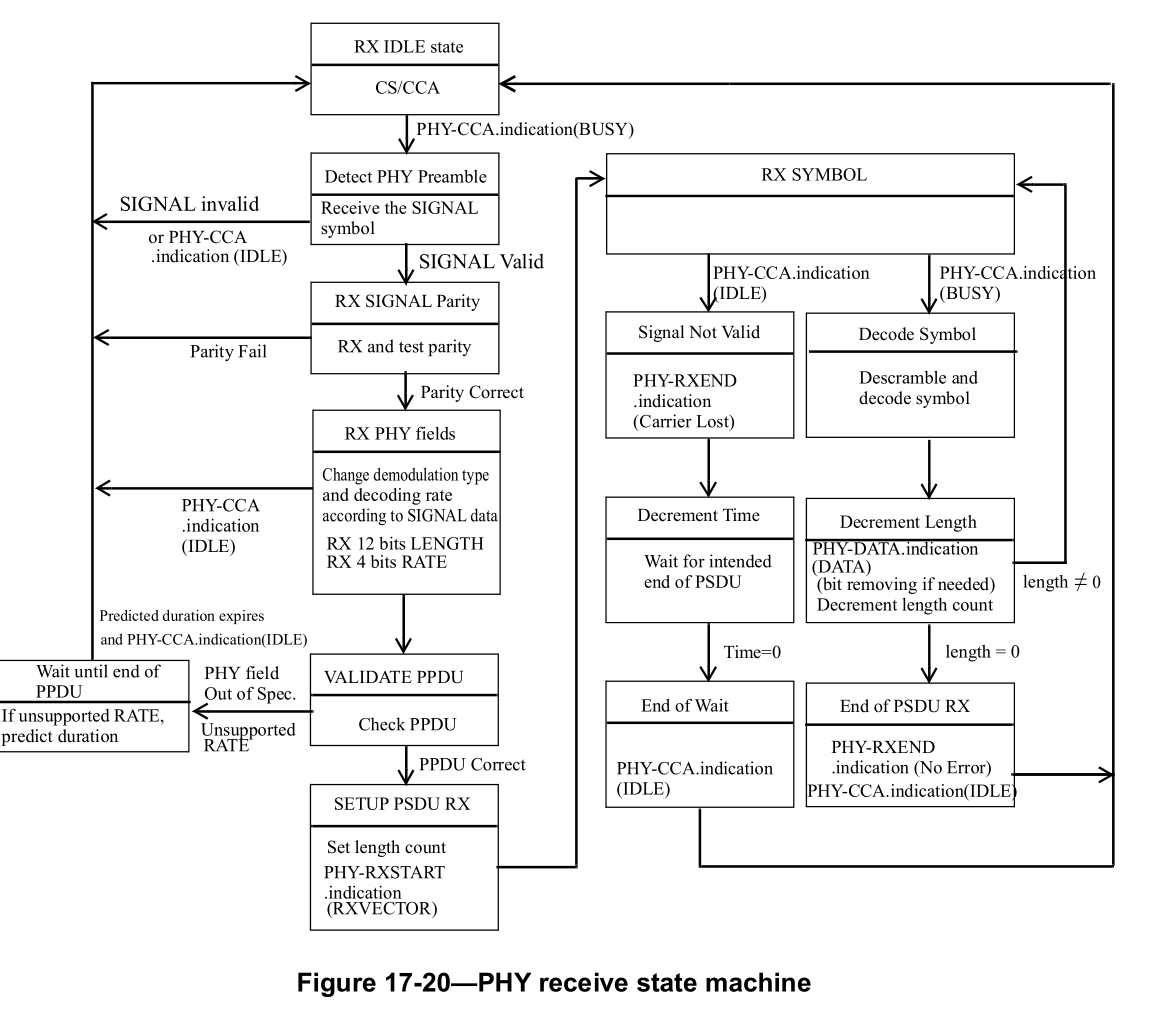 RX IDLE state
CS/CCA
PHY-CCA.indication(BUSY)
Detect PHY Preamble
Receive the SIGNAL
symbol
SIGNAL invalid
or PHY-CCA
.indication (IDLE)
SIGNAL Valid
RX SIGNAL Parity
RX and test parity
Parity Fail
Parity Correct
RX PHY fields
Change demodulation type
and decoding rate
according to SIGNAL data
RX 12 bits LENGTH
RX 4 bits RATE
PHY-CCA
.indication
(IDLE)
Predicted duration expires
and PHY-CCA.indication(IDLE)
Wait until end of
PPDU
If unsupported RATE,
predict duration
PHY field
Out of Spec.
Unsupported
RATE
VALIDATE PPDU
Check PPDU
PPDU Correct
SETUP PSDU RX
Set length count
PHY-RXSTART
.indication
(RXVECTOR)
RX SYMBOL
PHY-CCA.indication
(IDLE)
Signal Not Valid
PHY-RXEND
.indication
(Carrier Lost)
Decrement Time
Wait for intended
end of PSDU
Time=0
End of Wait
PHY-CCA.indication
(IDLE)
PHY-CCA.indication
(BUSY)
Decode Symbol
Descramble and
decode symbol
Decrement Length
PHY-DATA.indication
(DATA)
(bit removing if needed)
Decrement length count
length ≠ 0
length = 0
End of PSDU RX
PHY-RXEND
.indication (No Error)
PHY-CCA.indication(IDLE)
Figure 17-20—PHY receive state machine